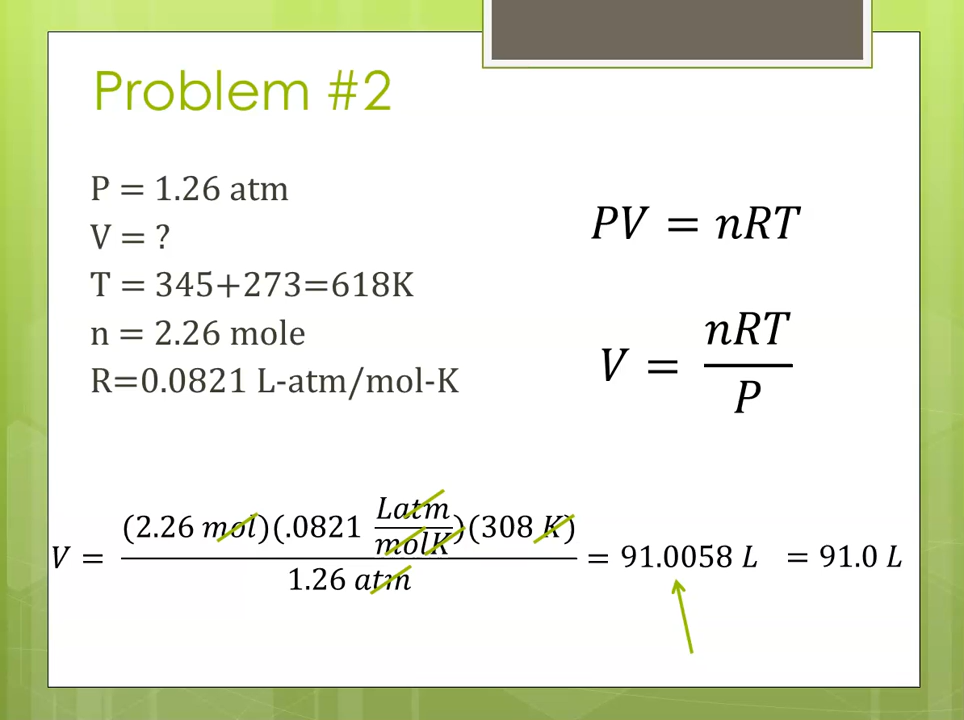 Problem #2
P = 1.26 atm
V = ?
T = 345+273=618K
n = 2.26 mole
R=0.0821 L-atm/mol-K
PV = nRT
V = nRT/P
V = (2.26 mol)(.0821 Latm/molK)(308 K)/1.26 atm = 91.0058 L = 91.0 L